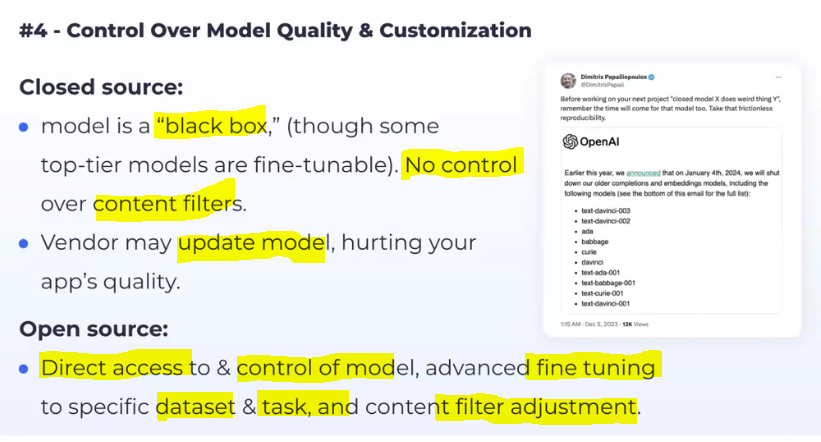 #4 - Control Over Model Quality & Customization
Closed source:
model is a “black box,” (though some
top-tier models are fine-tunable). No control
over content filters.
Vendor may update model, hurting your
app’s quality.
Open source:
Direct access to & control of model, advanced fine tuning
to specific dataset & task, and content filter adjustment.
Dimitris Papailiopoulos
@DimitrisPapail
Before working on your next project "closed model X does weird thing Y",
remember the time will come for that model too. Take that frictionless
reproducibility.
OpenAI
Earlier this year, we announced that on January 4th, 2024, we will shut
down our older completions and embeddings models, including the
following models (see the bottom of this email for the full list):
text-davinci-003
text-davinci-002
ada
babbage
curie
davinci
text-ada-001
text-babbage-001
text-curie-001
text-davinci-001
1:15 AM · Dec 5, 2023 · 12K Views